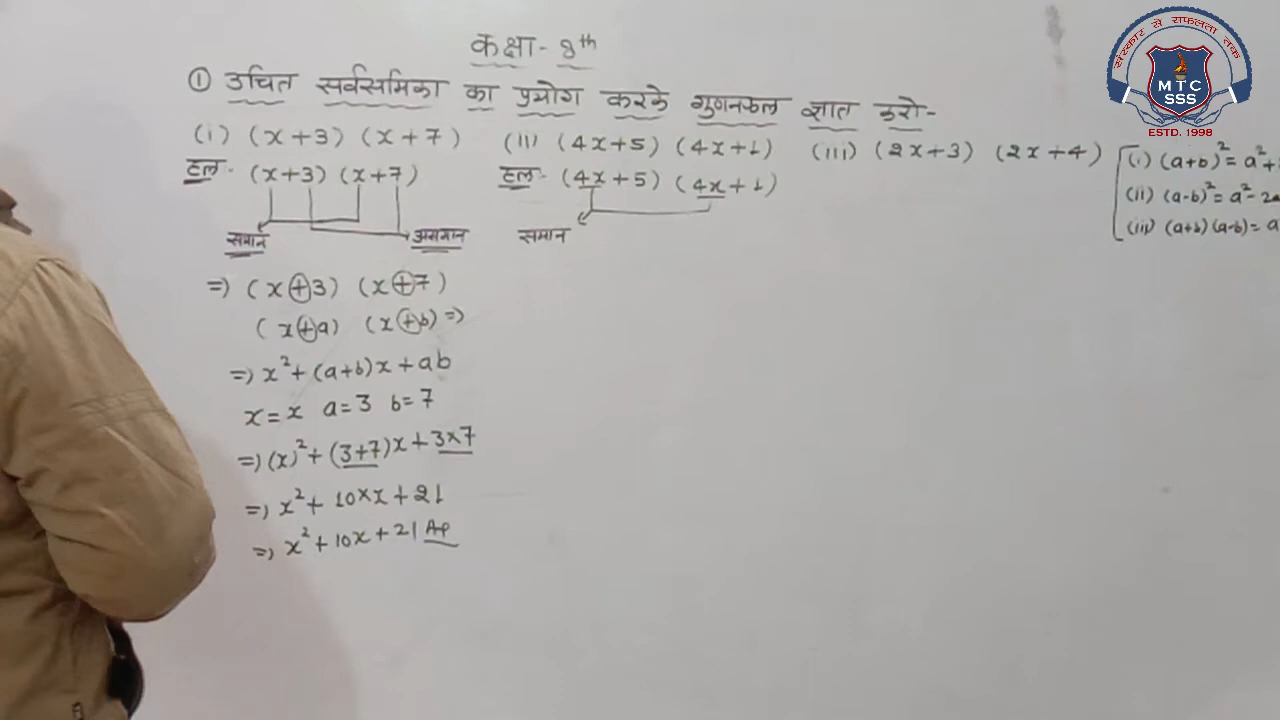 कक्षा- 8th
① उचित सर्वसमिका का प्रयोग करके गुणनफल ज्ञात करो-
(i) (x+3) (x+7) (ii) (4x+5) (4x+1) (iii) (2x+3) (2x+4)
हल:- (x+3) (x+7)
समान असमान
=) (x+3) (x+7)
(x+a) (x+b) =)
=) x²+(a+b)x+ab
x=x a=3 b=7
=) (x)²+(3+7)x+3×7
=) x²+10×x+21
=) x²+10x+21 Ans
हल:- (4x+5) (4x+1)
समान
(i) (a+b)²=a²+
(ii) (a-b)²=a²-2a
(iii) (a+b)(a-b)=a
संस्कार से सफलता तक
MTC
SSS
ESTD. 1998